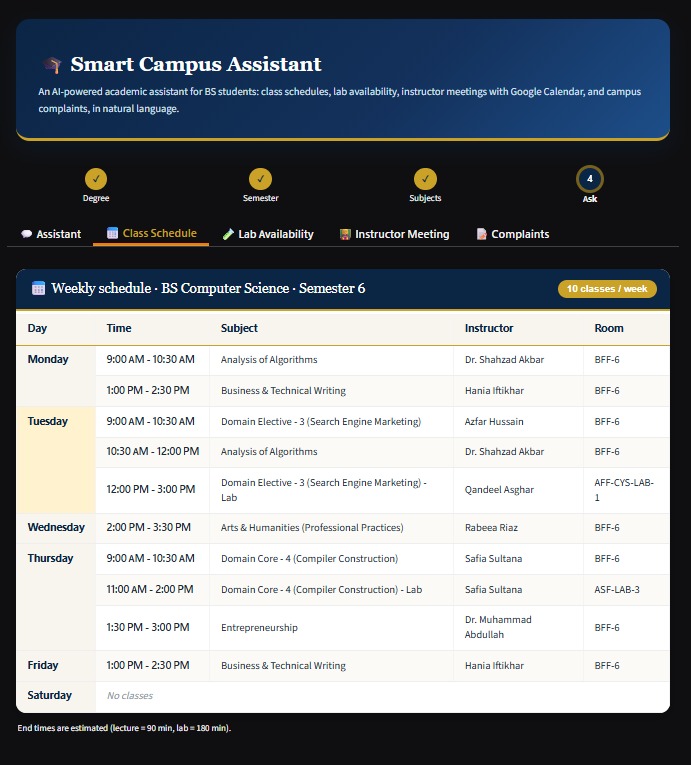 Smart Campus Assistant
An AI-powered academic assistant for BS students: class schedules, lab availability, instructor meetings with Google Calendar, and campus
complaints, in natural language.
✓ ✓ ✓ 4
Degree Semester Subjects Ask
Assistant Class Schedule Lab Availability Instructor Meeting Complaints
Weekly schedule · BS Computer Science · Semester 6 10 classes / week
Day Time Subject Instructor Room
Monday 9:00 AM - 10:30 AM Analysis of Algorithms Dr. Shahzad Akbar BFF-6
1:00 PM - 2:30 PM Business & Technical Writing Hania Iftikhar BFF-6
Tuesday 9:00 AM - 10:30 AM Domain Elective - 3 (Search Engine Marketing) Azfar Hussain BFF-6
10:30 AM - 12:00 PM Analysis of Algorithms Dr. Shahzad Akbar BFF-6
12:00 PM - 3:00 PM Domain Elective - 3 (Search Engine Marketing) - Qandeel Asghar AFF-CYS-LAB-
Lab 1
Wednesday 2:00 PM - 3:30 PM Arts & Humanities (Professional Practices) Rabeea Riaz BFF-6
Thursday 9:00 AM - 10:30 AM Domain Core - 4 (Compiler Construction) Safia Sultana BFF-6
11:00 AM - 2:00 PM Domain Core - 4 (Compiler Construction) - Lab Safia Sultana ASF-LAB-3
1:30 PM - 3:00 PM Entrepreneurship Dr. Muhammad BFF-6
Abdullah
Friday 1:00 PM - 2:30 PM Business & Technical Writing Hania Iftikhar BFF-6
Saturday No classes
End times are estimated (lecture = 90 min, lab = 180 min).